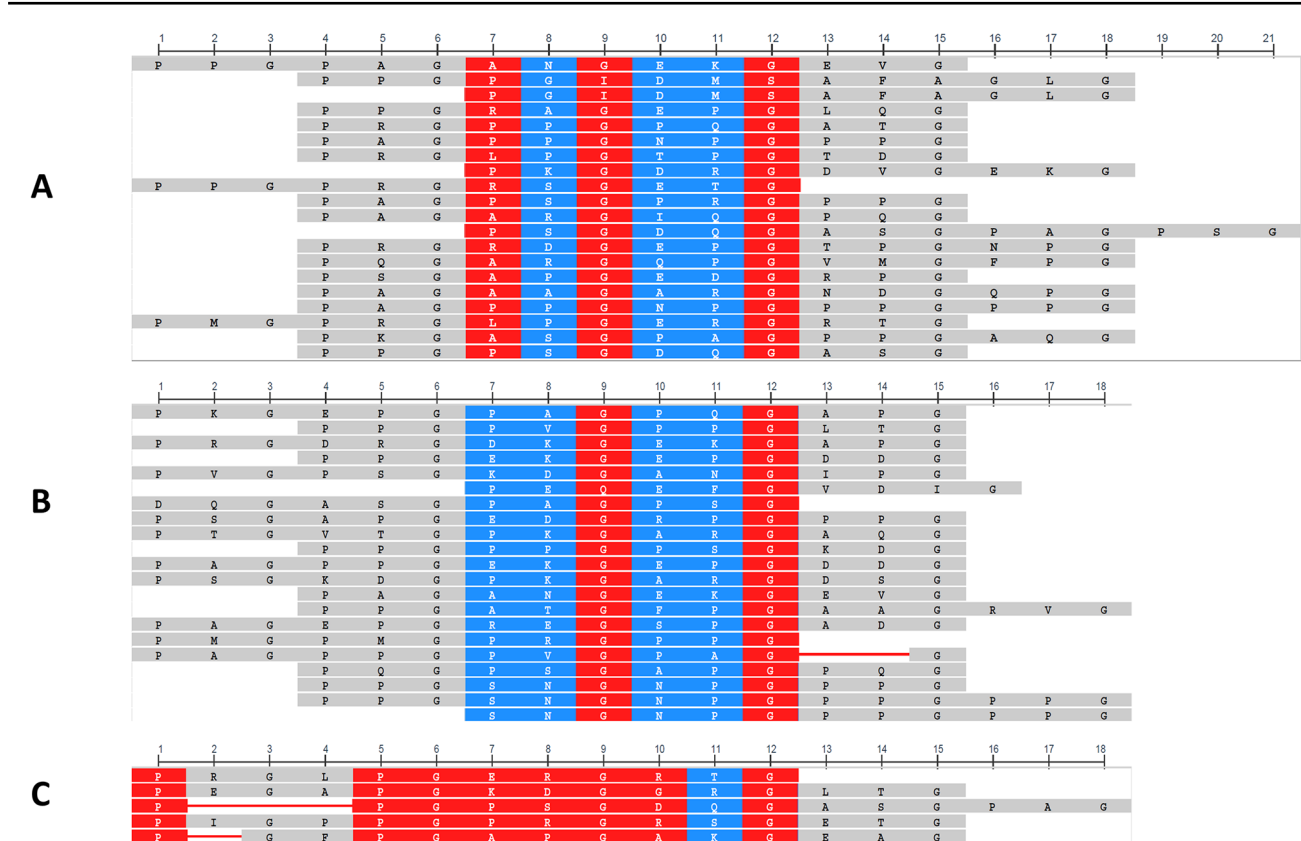 1 2 3 4 5 6 7 8 9 10 11 12 13 14 15 16 17 18 19 20 21
A
P P G P A G A N G E K G E V G
P P G P G I D M S A F A G L G
P G I D M S A F A G L G
P P G R A G E P G L Q G
P R G P P G P Q G A T G
P A G P P G N P G P P G
P R G L P G T P G T D G
P K G D R G D V G E K G
P P G P R G R S G E T G
P A G P S G P R G P P G
P A G A R G I Q G P Q G
P S G D Q G A S G P A G P S G
P R G R D G E P G T P G N P G
P Q G A R G Q P G V M G F P G
P S G A P G E D G R P G
P A G A A G A R G N D G Q P G
P A G P P G N P G P P G P P G
P M G P R G L P G E R G R T G
P K G A S G P A G P P G A Q G
P P G P S G D Q G A S G
1 2 3 4 5 6 7 8 9 10 11 12 13 14 15 16 17 18
B
P K G E P G P A G P Q G A P G
P P G P V G P P G L T G
P R G D R G D K G E K G A P G
P P G E K G E P G D D G
P V G P S G K D G A N G I P G
P E Q E F G V D I G
D Q G A S G P A G P S G
P S G A P G E D G R P G P P G
P T G V T G P K G A R G A Q G
P P G P P G P S G K D G
P A G P P G E K G E P G D D G
P S G K D G P K G A R G D S G
P A G A N G E K G E V G
P P G A T G F P G A A G R V G
P A G E P G R E G S P G A D G
P M G P M G P R G P P G
P A G P P G P V G P A G G
P Q G P S G A P G P Q G
P P G S N G N P G P P G P P G
S N G N P G P P G P P G
1 2 3 4 5 6 7 8 9 10 11 12 13 14 15 16 17 18
C
P R G L P G E R G R T G
P E G A P G K D G G R G L T G
P P G P S G D Q G A S G P A G
P I G P P G P R G R S G E T G
P G F P G A P G A K G E A G